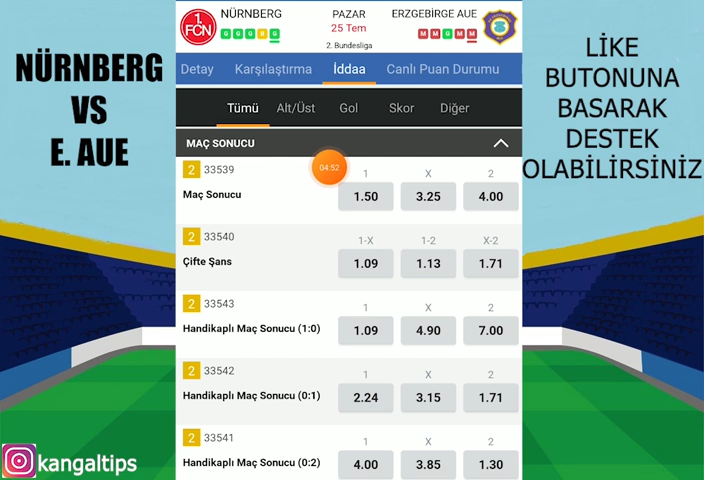 NÜRNBERG
VS
E. AUE
1.
FCN
NÜRNBERG
G G G B G
PAZAR
25 Tem
2. Bundesliga
ERZGEBIRGE AUE
M M G M M
Detay Karşılaştırma İddaa Canlı Puan Durumu
Tümü Alt/Üst Gol Skor Diğer
MAÇ SONUCU
04:52
2 33539 1 X 2
Maç Sonucu 1.50 3.25 4.00
2 33540 1-X 1-2 X-2
Çifte Şans 1.09 1.13 1.71
2 33543 1 X 2
Handikaplı Maç Sonucu (1:0) 1.09 4.90 7.00
2 33542 1 X 2
Handikaplı Maç Sonucu (0:1) 2.24 3.15 1.71
2 33541 1 X 2
Handikaplı Maç Sonucu (0:2) 4.00 3.85 1.30
LİKE
BUTONUNA
BASARAK
DESTEK
OLABİLİRSİNİZ
kangaltips